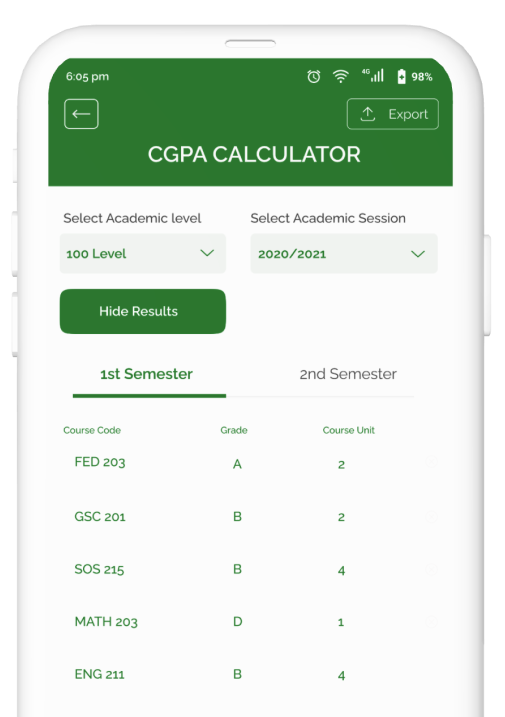 6:05 pm 4G 98%
Export
CGPA CALCULATOR
Select Academic level Select Academic Session
100 Level 2020/2021
Hide Results
1st Semester 2nd Semester
Course Code Grade Course Unit
FED 203 A 2
GSC 201 B 2
SOS 215 B 4
MATH 203 D 1
ENG 211 B 4